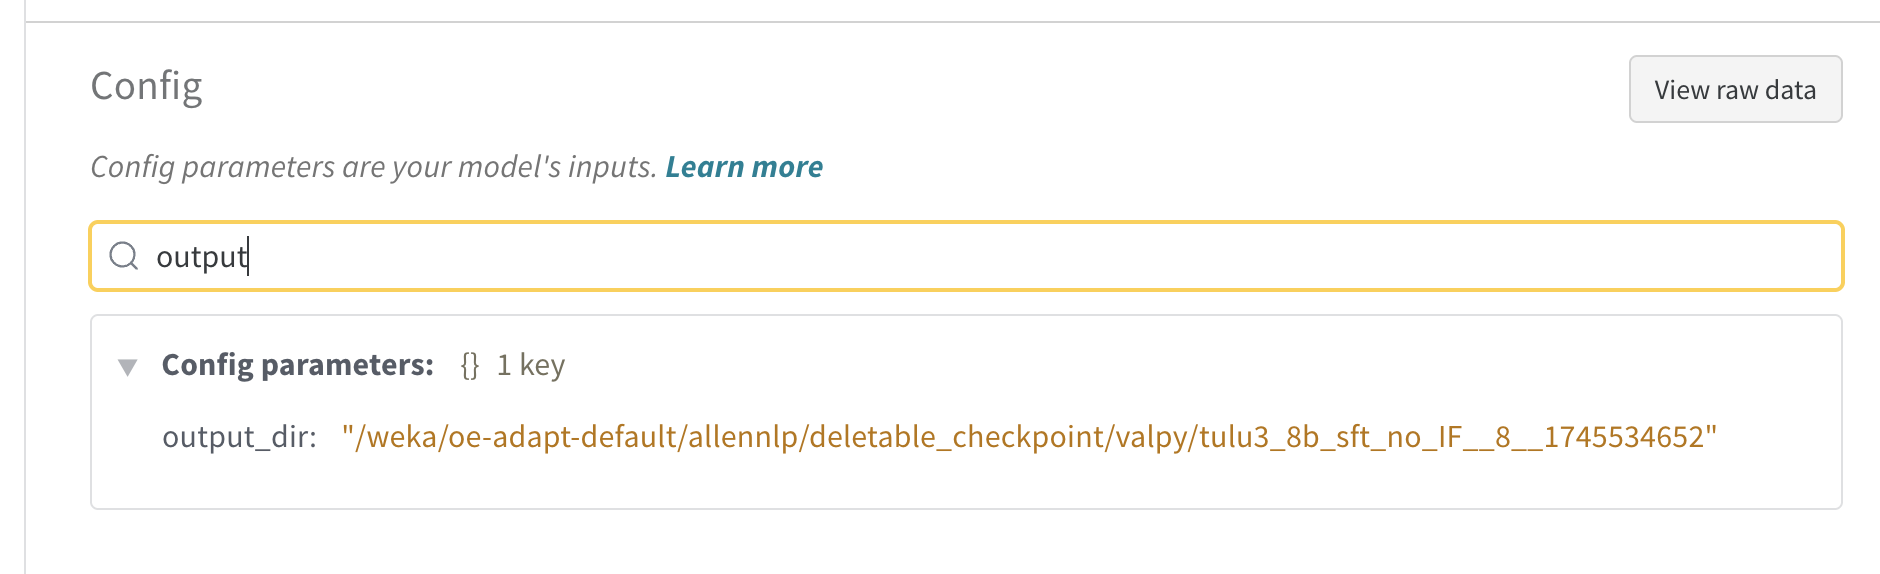 Config
View raw data
Config parameters are your model's inputs. Learn more
output
Config parameters: {} 1 key
output_dir: "/weka/oe-adapt-default/allennlp/deletable_checkpoint/valpy/tulu3_8b_sft_no_IF__8__1745534652"